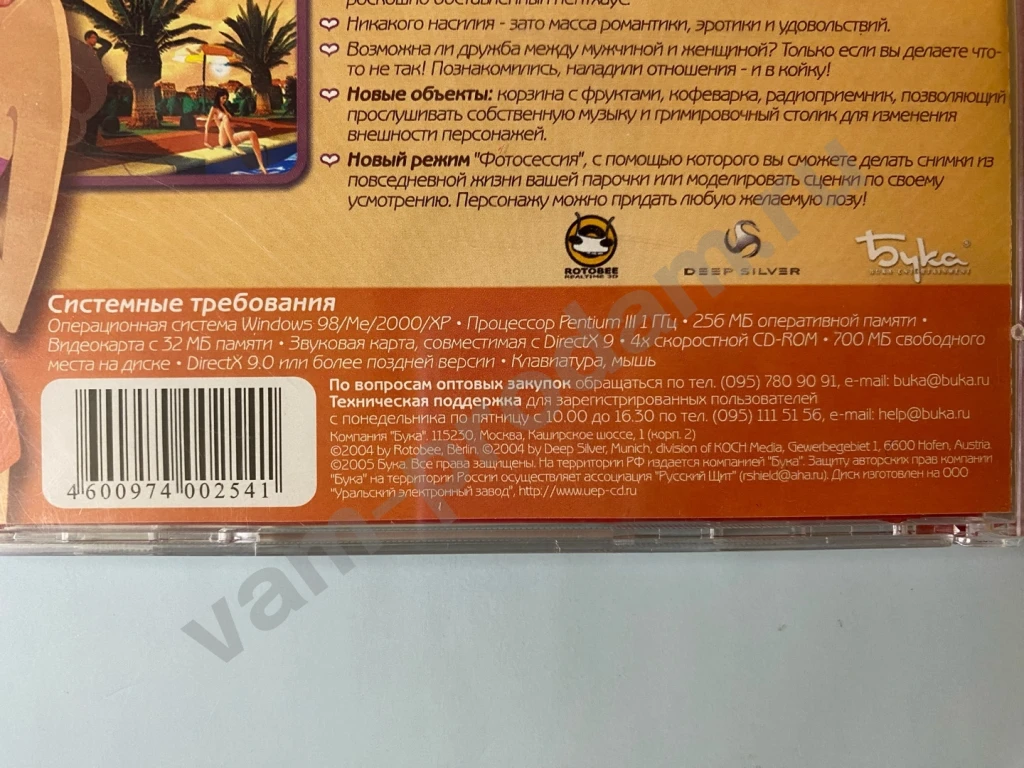 роскошно обставленный пентхаус.
Никакого насилия - зато масса романтики, эротики и удовольствий.
Возможна ли дружба между мужчиной и женщиной? Только если вы делаете что-
то не так! Познакомились, наладили отношения - и в койку!
Новые объекты: корзина с фруктами, кофеварка, радиоприемник, позволяющий
прослушивать собственную музыку и гримировочный столик для изменения
внешности персонажей.
Новый режим "Фотосессия", с помощью которого вы сможете делать снимки из
повседневной жизни вашей парочки или моделировать сценки по своему
усмотрению. Персонажу можно придать любую желаемую позу!
ROTOBEE
REALTIME 3D
DEEP SILVER
Бука
Системные требования
Операционная система Windows 98/Me/2000/XP • Процессор Pentium III 1 ГГц • 256 МБ оперативной памяти •
Видеокарта с 32 МБ памяти • Звуковая карта, совместимая с DirectX 9 • 4x скоростной CD-ROM • 700 МБ свободного
места на диске • DirectX 9.0 или более поздней версии • Клавиатура, мышь
По вопросам оптовых закупок обращаться по тел. (095) 780 90 91, e-mail: buka@buka.ru
Техническая поддержка для зарегистрированных пользователей
с понедельника по пятницу с 10.00 до 16.30 по тел. (095) 111 51 56, e-mail: help@buka.ru
Компания "Бука". 115230, Москва, Каширское шоссе, 1 (корп. 2)
©2004 by Rotobee, Berlin. ©2004 by Deep Silver, Munich, division of KOCH Media, Gewerbegebiet 1, 6600 Hofen, Austria.
©2005 Бука. Все права защищены. На территории РФ издается компанией "Бука". Защиту авторских прав компании
"Бука" на территории России осуществляет ассоциация "Русский Щит" (rshield@aha.ru). Диск изготовлен на ООО
"Уральский электронный завод", http://www.uep-cd.ru
4 600974 002541